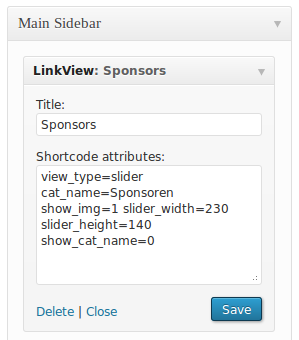 Main Sidebar
LinkView: Sponsors
Title:
Sponsors
Shortcode attributes:
view_type=slider
cat_name=Sponsoren
show_img=1 slider_width=230
slider_height=140
show_cat_name=0
Delete | Close
Save